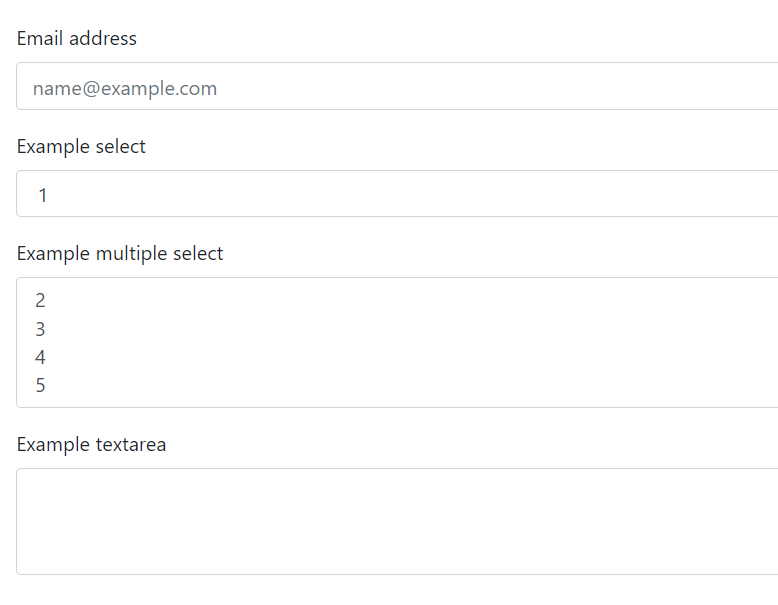 Email address
name@example.com
Example select
1
Example multiple select
2
3
4
5
Example textarea